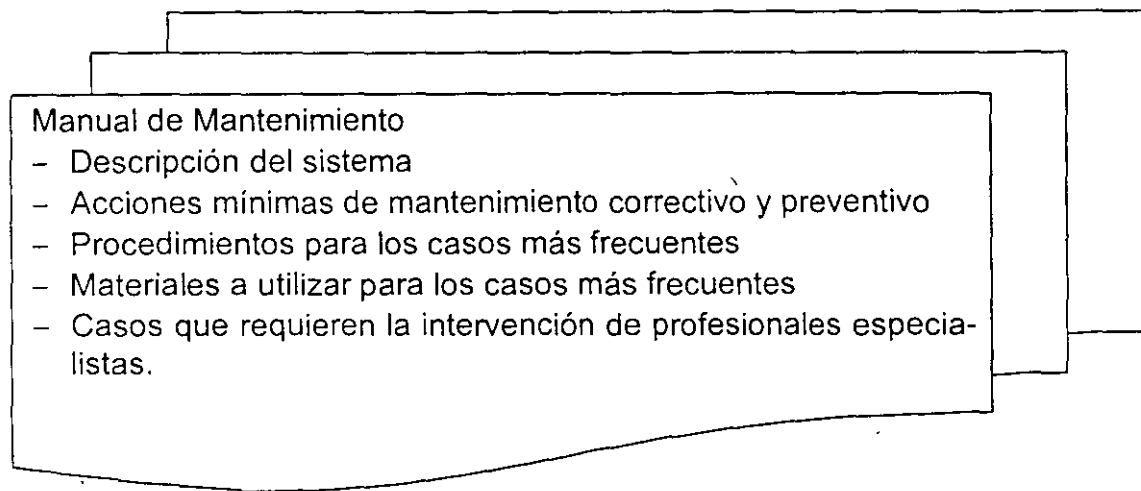 Manual de Mantenimiento
– Descripción del sistema
– Acciones mínimas de mantenimiento correctivo y preventivo
– Procedimientos para los casos más frecuentes
– Materiales a utilizar para los casos más frecuentes
– Casos que requieren la intervención de profesionales especia-
listas.